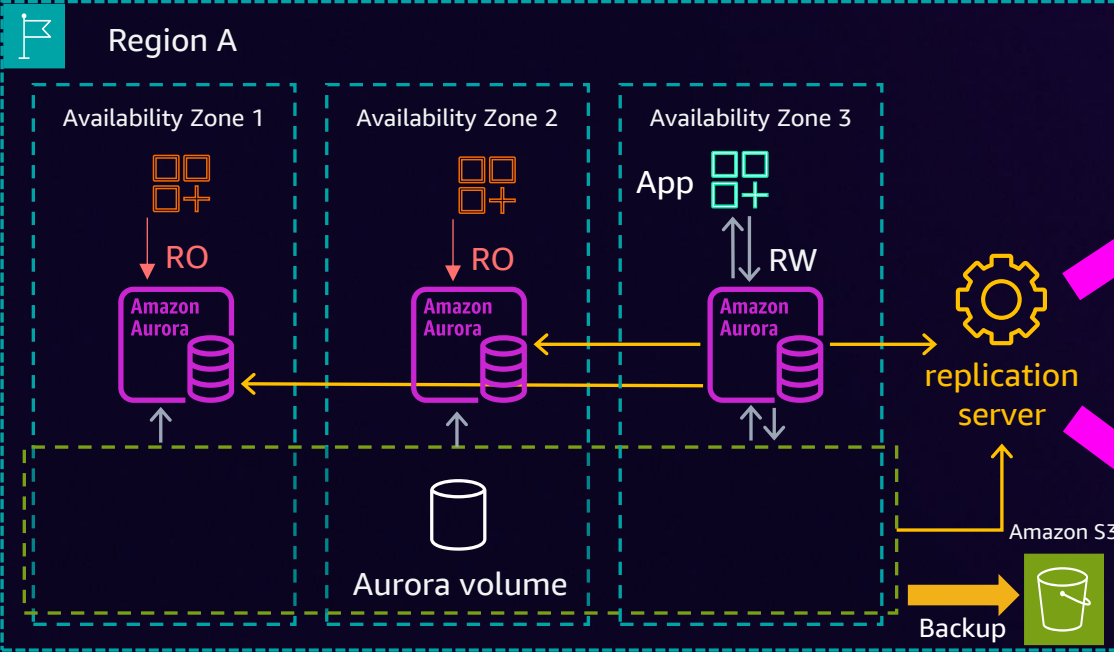 Region A
Availability Zone 1
Availability Zone 2
Availability Zone 3
App
RO
RO
RW
Amazon
Aurora
Amazon
Aurora
Amazon
Aurora
replication
server
Aurora volume
Amazon S3
Backup